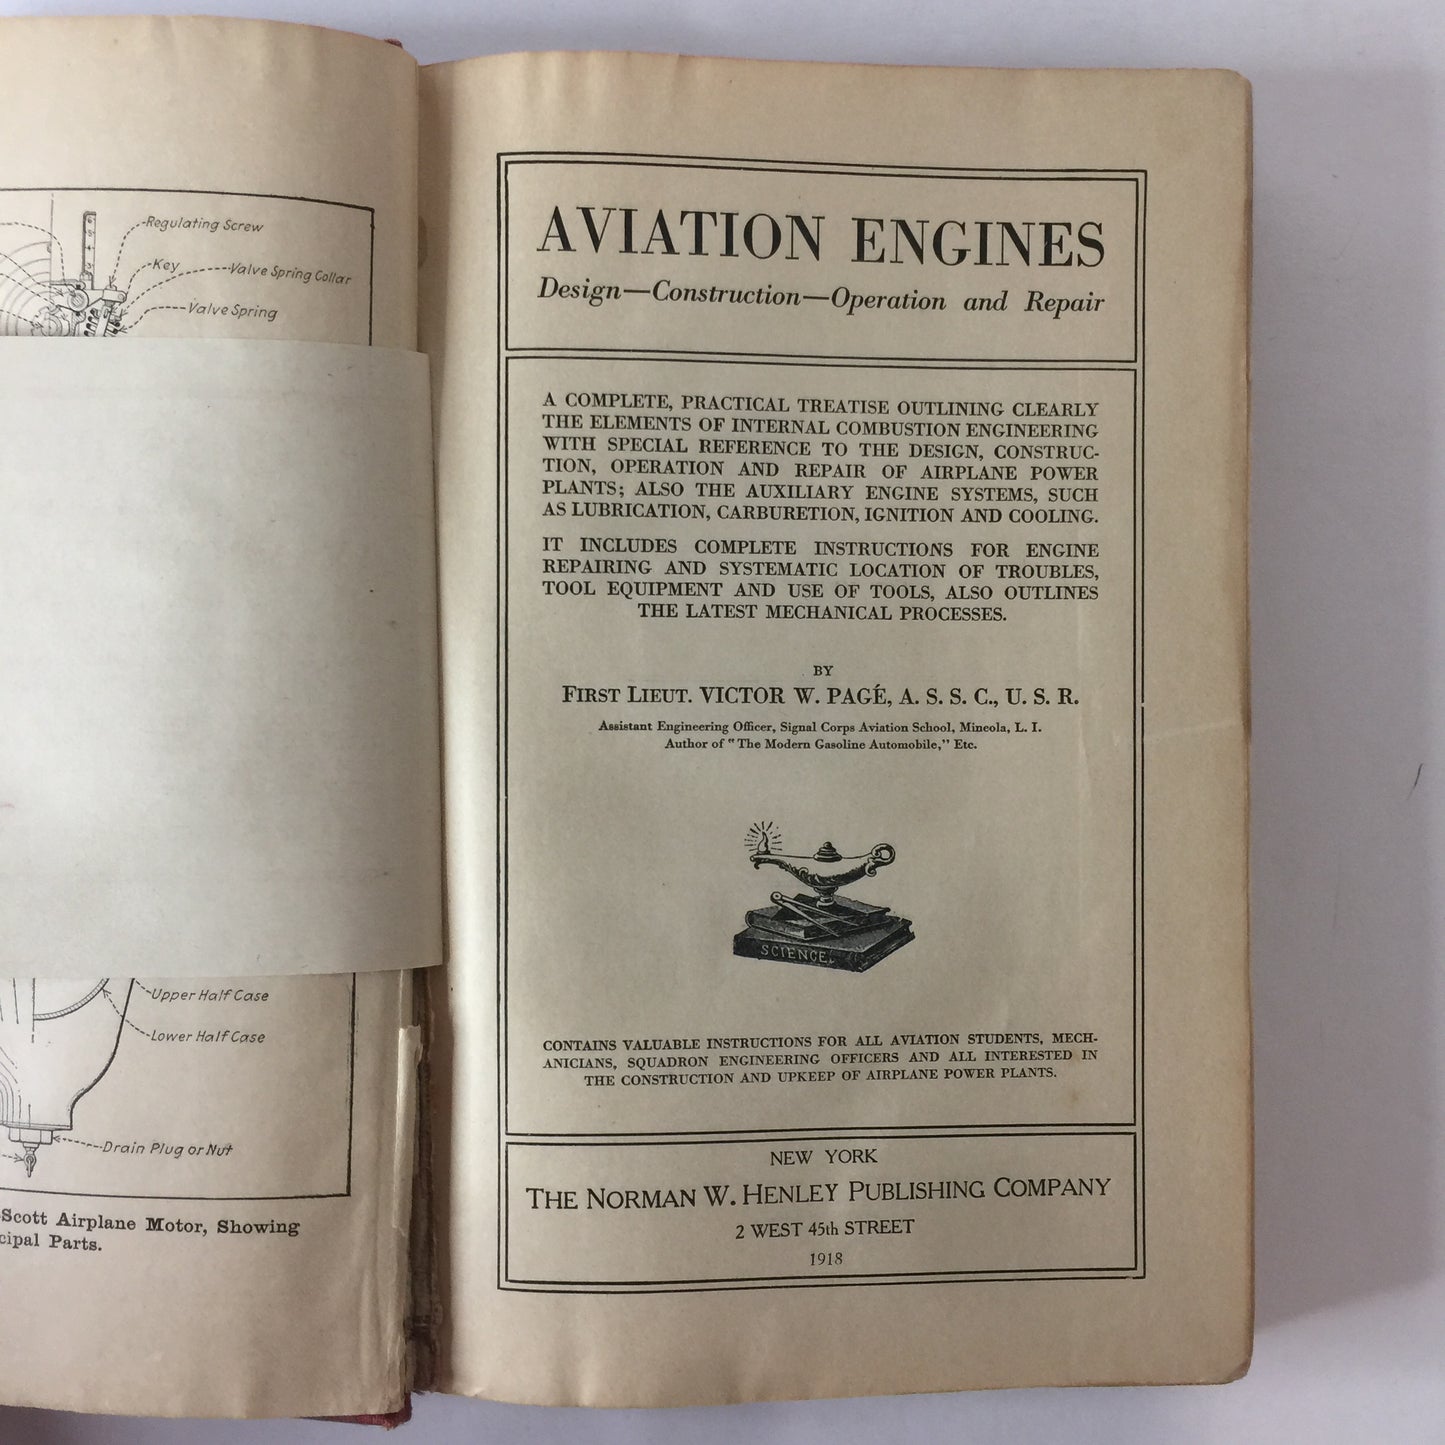 Regulating Screw
Key
Valve Spring Collar
Valve Spring
Upper Half Case
Lower Half Case
Drain Plug or Nut
Scott Airplane Motor, Showing
Parts.
AVIATION ENGINES
Design—Construction—Operation and Repair
A COMPLETE, PRACTICAL TREATISE OUTLINING CLEARLY
THE ELEMENTS OF INTERNAL COMBUSTION ENGINEERING
WITH SPECIAL REFERENCE TO THE DESIGN, CONSTRUC-
TION, OPERATION AND REPAIR OF AIRPLANE POWER
PLANTS; ALSO THE AUXILIARY ENGINE SYSTEMS, SUCH
AS LUBRICATION, CARBURETION, IGNITION AND COOLING.
IT INCLUDES COMPLETE INSTRUCTIONS FOR ENGINE
REPAIRING AND SYSTEMATIC LOCATION OF TROUBLES,
TOOL EQUIPMENT AND USE OF TOOLS, ALSO OUTLINES
THE LATEST MECHANICAL PROCESSES.
BY
FIRST LIEUT. VICTOR W. PAGÉ, A. S. S. C., U. S. R.
Assistant Engineering Officer, Signal Corps Aviation School, Mineola, L. I.
Author of "The Modern Gasoline Automobile," Etc.
SCIENCE
CONTAINS VALUABLE INSTRUCTIONS FOR ALL AVIATION STUDENTS, MECH-
ANICIANS, SQUADRON ENGINEERING OFFICERS AND ALL INTERESTED IN
THE CONSTRUCTION AND UPKEEP OF AIRPLANE POWER PLANTS.
NEW YORK
THE NORMAN W. HENLEY PUBLISHING COMPANY
2 WEST 45th STREET
1918